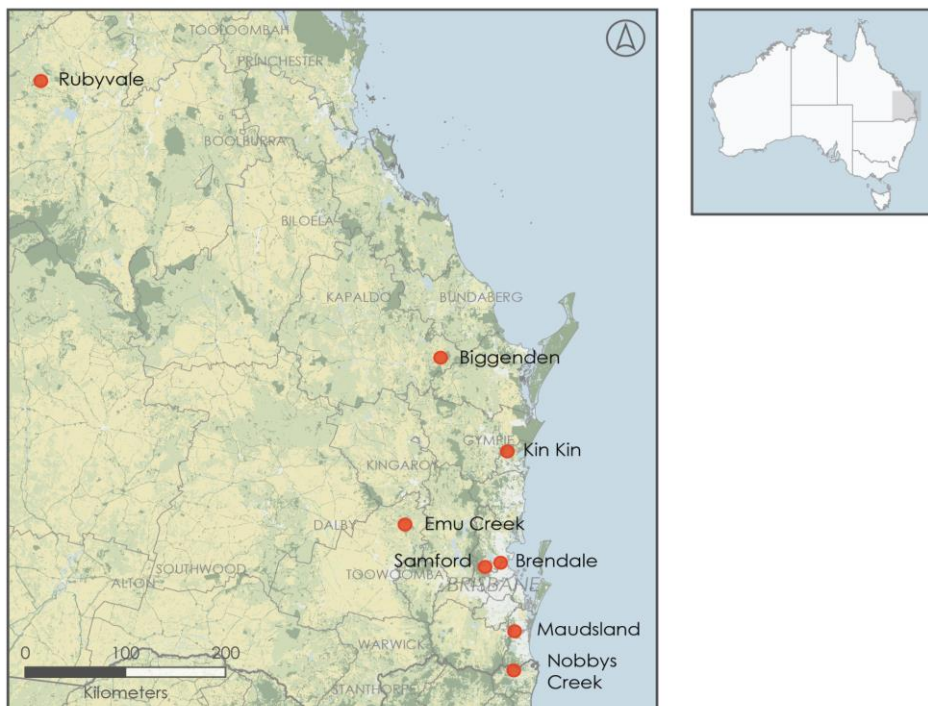 TOOLOOMBAH
PRINCHESTER
Rubyvale
BOOLBURRA
BILOELA
KAPALDO
BUNDABERG
Biggenden
GYMPIE
Kin Kin
KINGAROY
DALBY
Emu Creek
Samford
Brendale
SOUTHWOOD
TOOWOOMBA
BRISBANE
ALTON
Maudsland
WARWICK
Nobbys
Creek
STANTHORPE
0 100 200
Kilometers